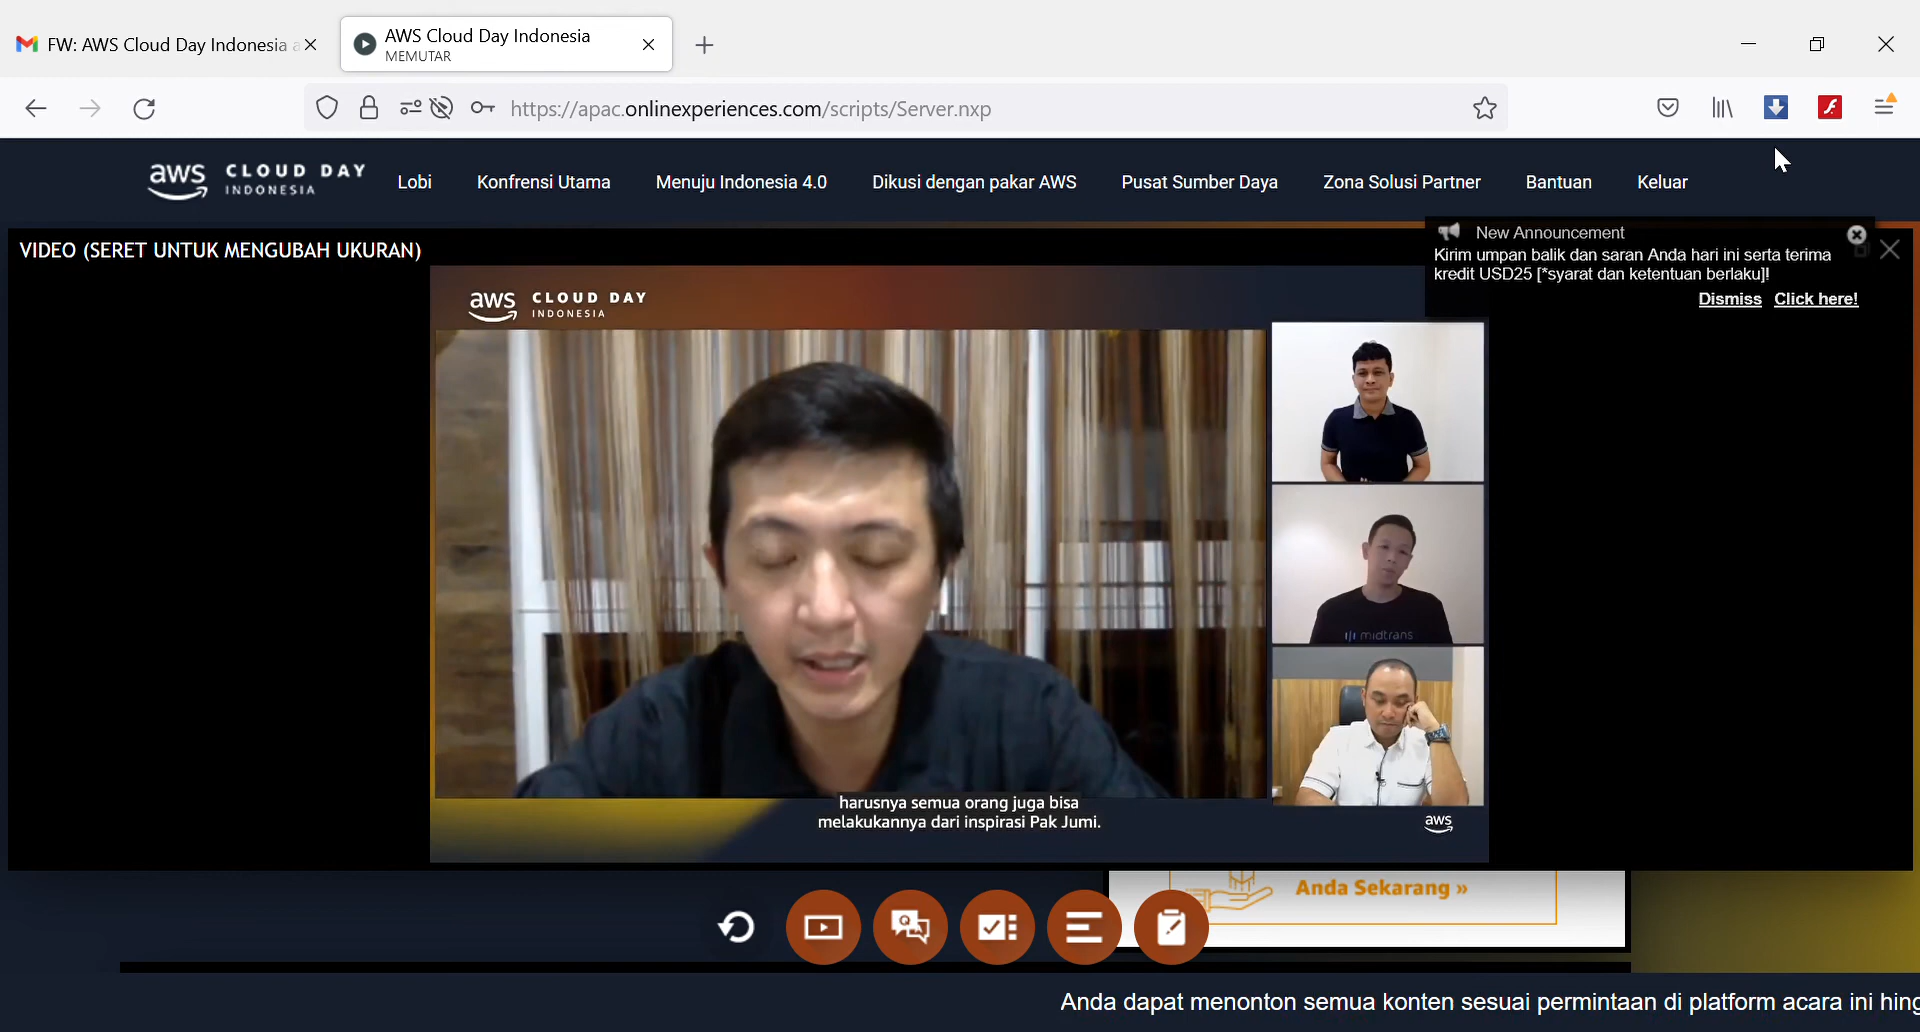 FW: AWS Cloud Day Indonesia a
AWS Cloud Day Indonesia
MEMUTAR
https://apac.onlinexperiences.com/scripts/Server.nxp
aws CLOUD DAY
INDONESIA
Lobi
Konfrensi Utama
Menuju Indonesia 4.0
Dikusi dengan pakar AWS
Pusat Sumber Daya
Zona Solusi Partner
Bantuan
Keluar
VIDEO (SERET UNTUK MENGUBAH UKURAN)
New Announcement
Kirim umpan balik dan saran Anda hari ini serta terima
kredit USD25 [*syarat dan ketentuan berlaku]!
Dismiss Click here!
aws CLOUD DAY
INDONESIA
midtrans
harusnya semua orang juga bisa
melakukannya dari inspirasi Pak Jumi.
aws
Anda Sekarang »
Q
A
Anda dapat menonton semua konten sesuai permintaan di platform acara ini hing